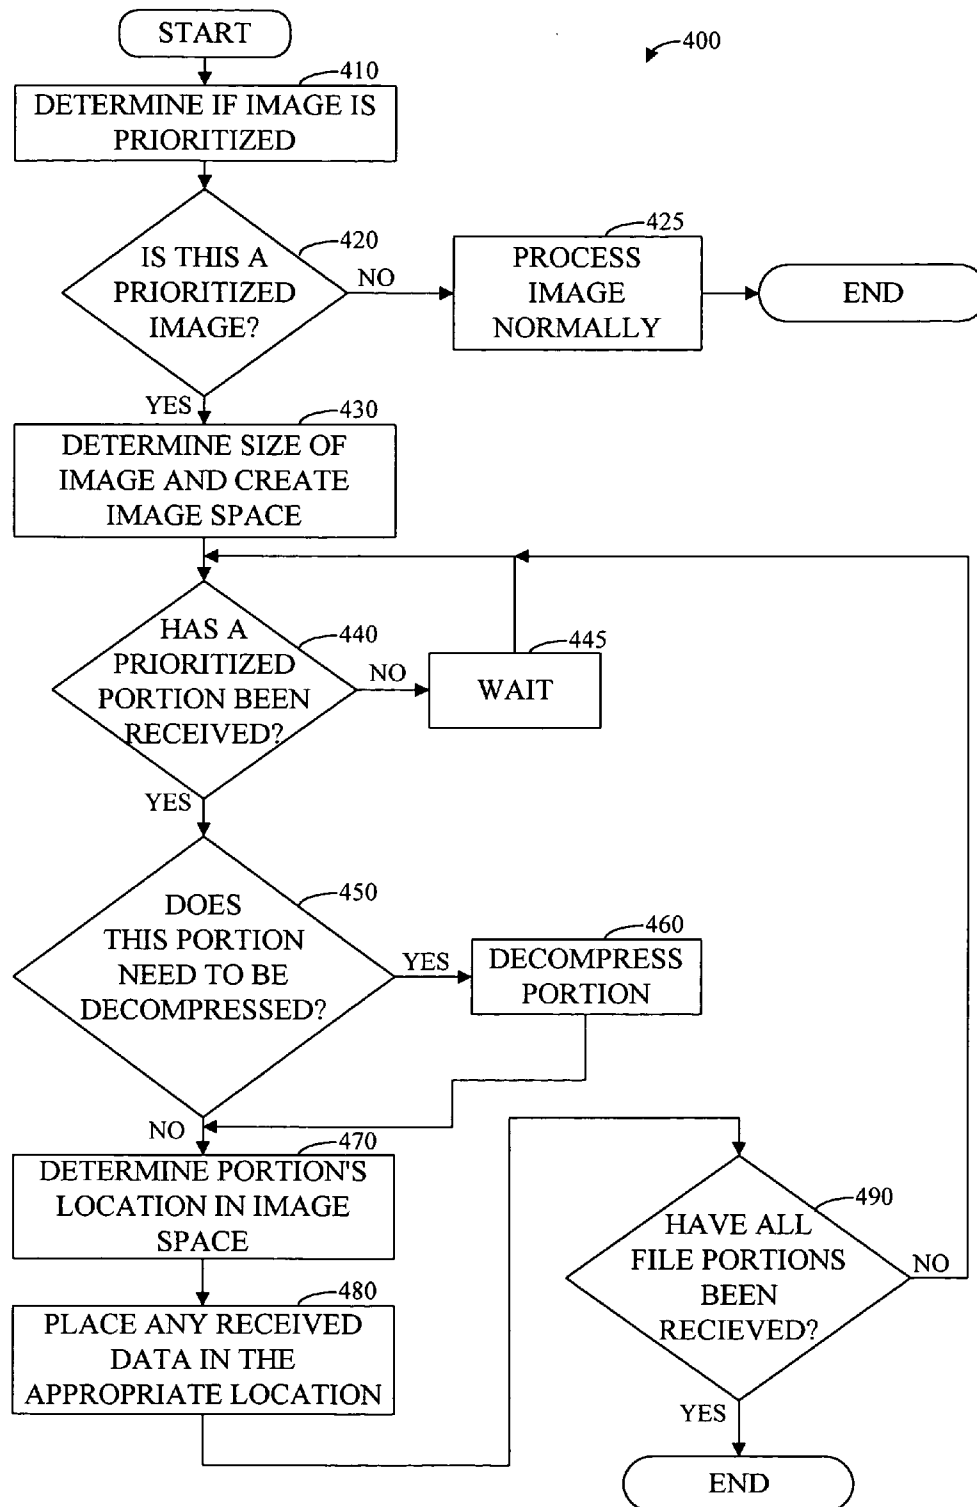 START
400
410
DETERMINE IF IMAGE IS
PRIORITIZED
420
IS THIS A
PRIORITIZED
IMAGE?
NO
425
PROCESS
IMAGE
NORMALLY
END
YES
430
DETERMINE SIZE OF
IMAGE AND CREATE
IMAGE SPACE
440
HAS A
PRIORITIZED
PORTION BEEN
RECEIVED?
NO
445
WAIT
YES
450
DOES
THIS PORTION
NEED TO BE
DECOMPRESSED?
YES
460
DECOMPRESS
PORTION
NO
470
DETERMINE PORTION'S
LOCATION IN IMAGE
SPACE
480
PLACE ANY RECEIVED
DATA IN THE
APPROPRIATE LOCATION
490
HAVE ALL
FILE PORTIONS
BEEN
RECIEVED?
NO
YES
END